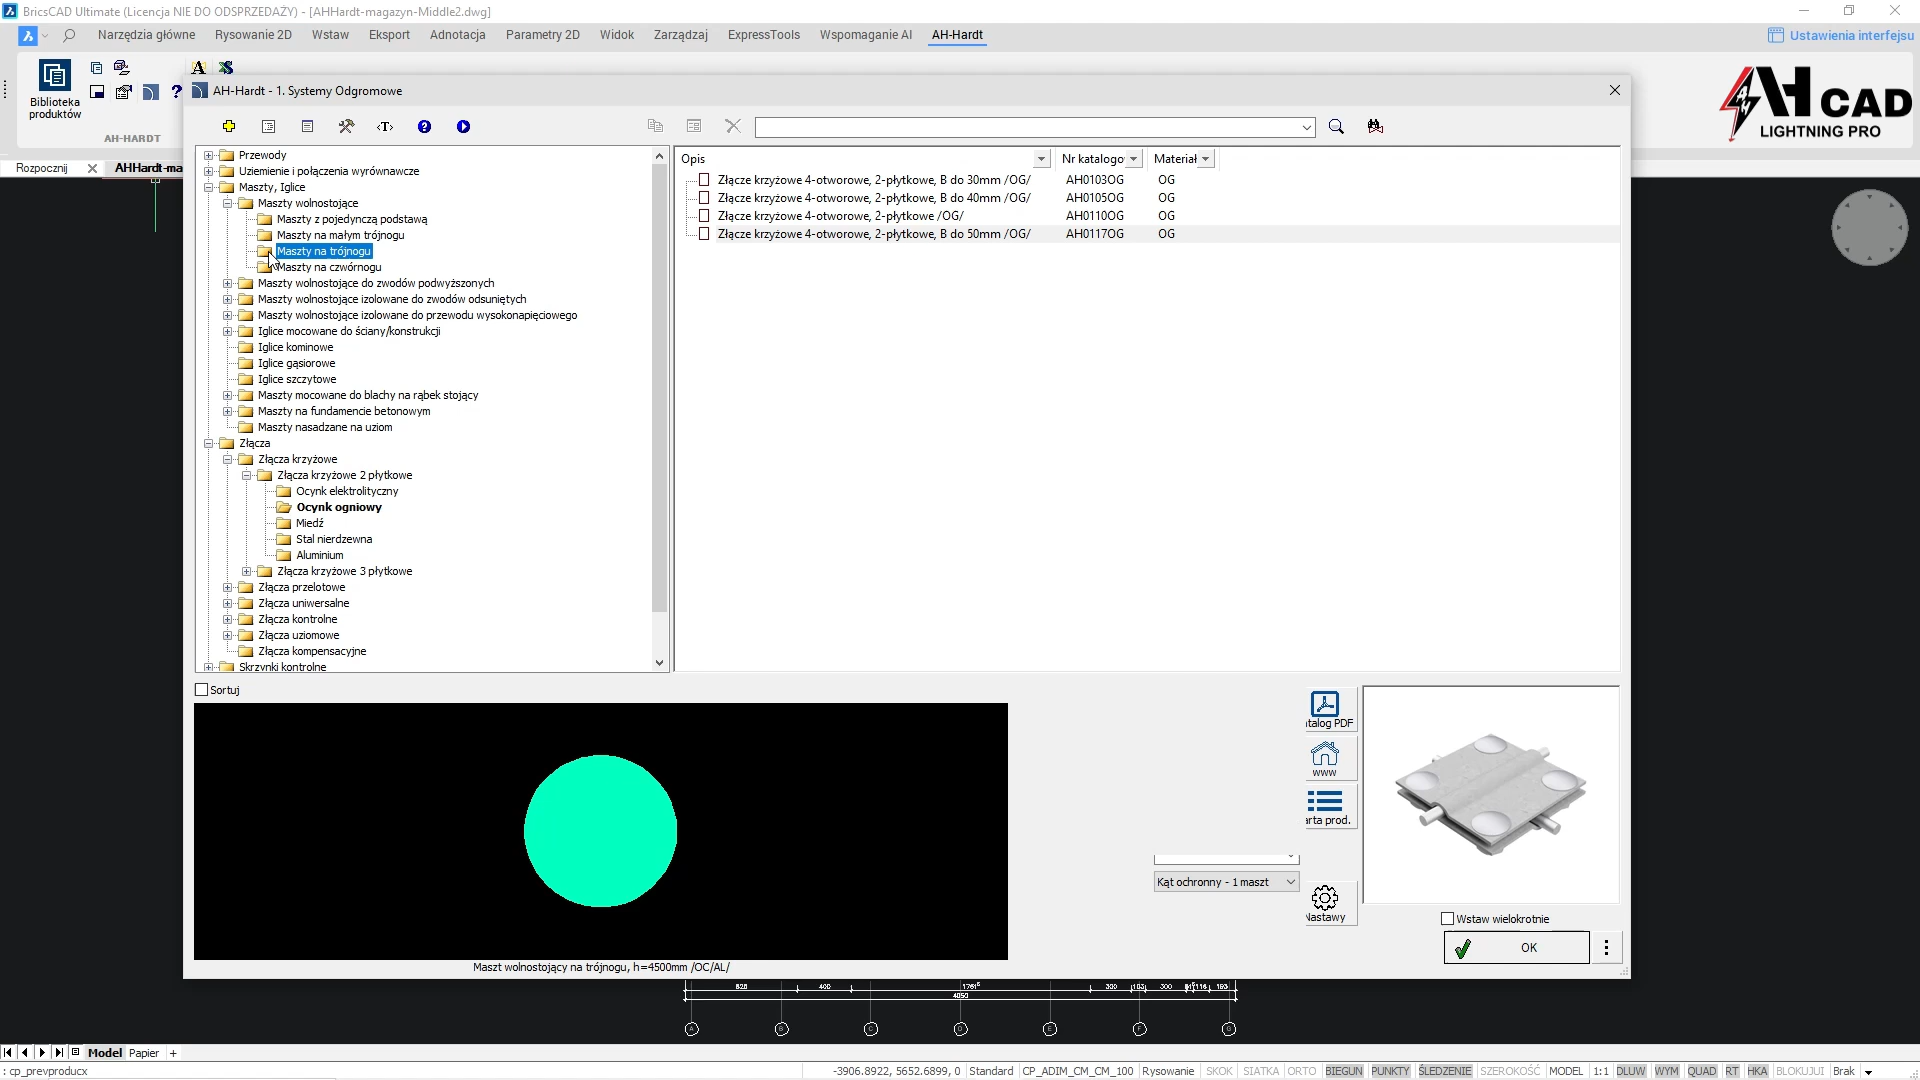 BricsCAD Ultimate (Licencja NIE DO ODSPRZEDAŻY) - [AHHardt-magazyn-Middle2.dwg]
Narzędzia główne Rysowanie 2D Wstaw Eksport Adnotacja Parametry 2D Widok Zarządzaj ExpressTools Wspomaganie AI AH-Hardt Ustawienia interfejsu
Biblioteka
produktów
AH-HARDT
AH CAD
LIGHTNING PRO
Rozpocznij AHHardt-ma
AH-Hardt - 1. Systemy Odgromowe
Przewody
Uziemienie i połączenia wyrównawcze
Maszty, Iglice
Maszty wolnostojące
Maszty z pojedynczą podstawą
Maszty na małym trójnogu
Maszty na trójnogu
Maszty na czwórnogu
Maszty wolnostojące do zwodów podwyższonych
Maszty wolnostojące izolowane do zwodów odsuniętych
Maszty wolnostojące izolowane do przewodu wysokonapięciowego
Iglice mocowane do ściany/konstrukcji
Iglice kominowe
Iglice gąsiorowe
Iglice szczytowe
Maszty mocowane do blachy na rąbek stojący
Maszty na fundamencie betonowym
Maszty nasadzane na uziom
Złącza
Złącza krzyżowe
Złącza krzyżowe 2 płytkowe
Ocynk elektrolityczny
Ocynk ogniowy
Miedź
Stal nierdzewna
Aluminium
Złącza krzyżowe 3 płytkowe
Złącza przelotowe
Złącza uniwersalne
Złącza kontrolne
Złącza uziomowe
Złącza kompensacyjne
Skrzynki kontrolne
Opis Nr katalogo Materiał
Złącze krzyżowe 4-otworowe, 2-płytkowe, B do 30mm /OG/ AH0103OG OG
Złącze krzyżowe 4-otworowe, 2-płytkowe, B do 40mm /OG/ AH0105OG OG
Złącze krzyżowe 4-otworowe, 2-płytkowe /OG/ AH0110OG OG
Złącze krzyżowe 4-otworowe, 2-płytkowe, B do 50mm /OG/ AH0117OG OG
Sortuj
Maszt wolnostojący na trójnogu, h=4500mm /OC/AL/
atalog PDF
www
arta prod.
Kąt ochronny - 1 maszt
Nastawy
Wstaw wielokrotnie
OK
400 300 300
4050
A B C D E F G
Model Papier +
: cp_prevproducx
-3906.8922, 5652.6899, 0 Standard CP_ADIM_CM_CM_100 Rysowanie SKOK SIATKA ORTO BIEGUN PUNKTY ŚLEDZENIE SZEROKOŚĆ MODEL 1:1 DLUW WYM QUAD RT HKA BLOKUJUI Brak